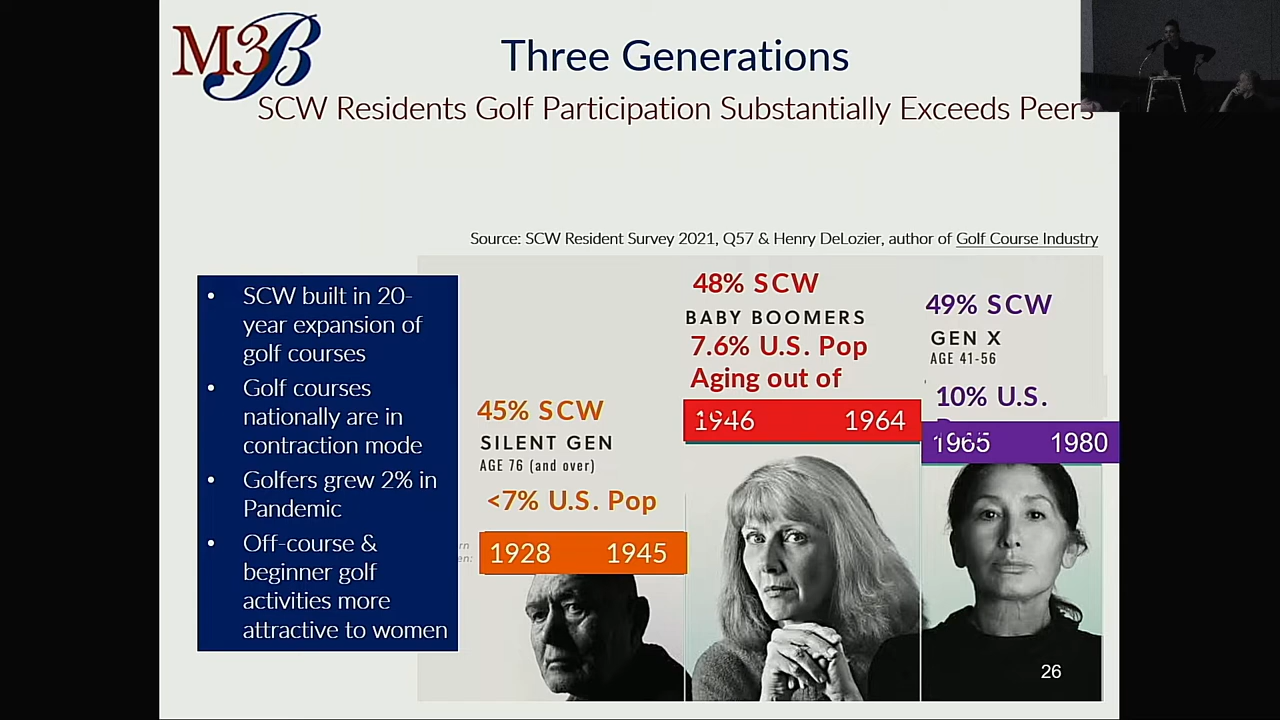 M3B
Three Generations
SCW Residents Golf Participation Substantially Exceeds Peers
Source: SCW Resident Survey 2021, Q57 & Henry DeLozier, author of Golf Course Industry
• SCW built in 20-
year expansion of
golf courses
• Golf courses
nationally are in
contraction mode
• Golfers grew 2% in
Pandemic
• Off-course &
beginner golf
activities more
attractive to women
45% SCW
SILENT GEN
AGE 76 (and over)
<7% U.S. Pop
1928 1945
48% SCW
BABY BOOMERS
7.6% U.S. Pop
Aging out of
1946 1964
49% SCW
GEN X
AGE 41-56
10% U.S.
1965 1980
26